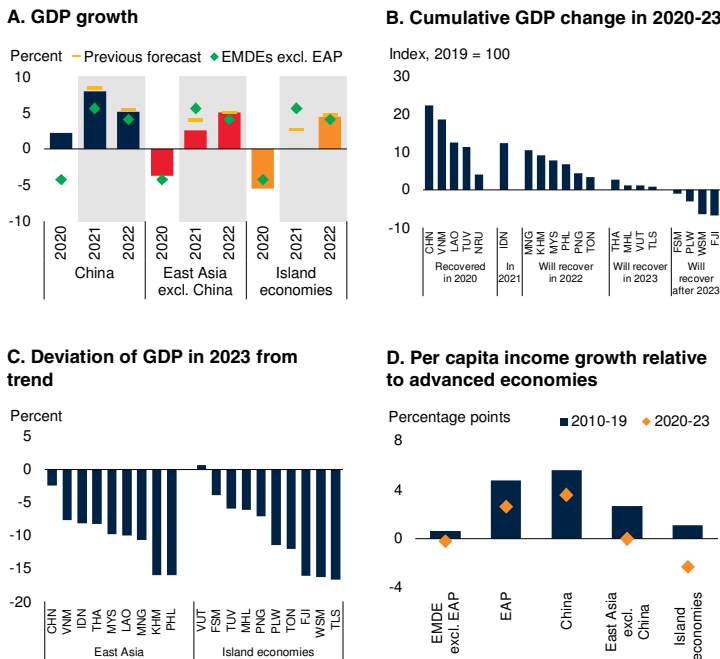 A. GDP growth
Percent
Previous forecast
EMDEs excl. EAP
10
5
0
-5
-10
2020
2021
2022
2020
2021
2022
2020
2021
2022
China
East Asia
excl. China
Island
economies
B. Cumulative GDP change in 2020-23
Index, 2019 = 100
30
20
10
0
-10
CHN
VNM
LAO
TUV
NRU
IDN
MNG
KHM
MYS
PHL
PNG
TON
THA
MHL
VUT
TLS
FSM
PLW
WSM
FJI
Recovered
in 2020
In
2021
Will recover
in 2022
Will recover
in 2023
Will
recover
after 2023
C. Deviation of GDP in 2023 from
trend
Percent
5
0
-5
-10
-15
-20
CHN
VNM
IDN
THA
MYS
LAO
MNG
KHM
PHL
VUT
FSM
TUV
MHL
PNG
PLW
TON
FJI
WSM
TLS
East Asia
Island economies
D. Per capita income growth relative
to advanced economies
Percentage points
2010-19
2020-23
8
4
0
-4
EMDE
excl. EAP
EAP
China
East Asia
excl.
China
Island
economies